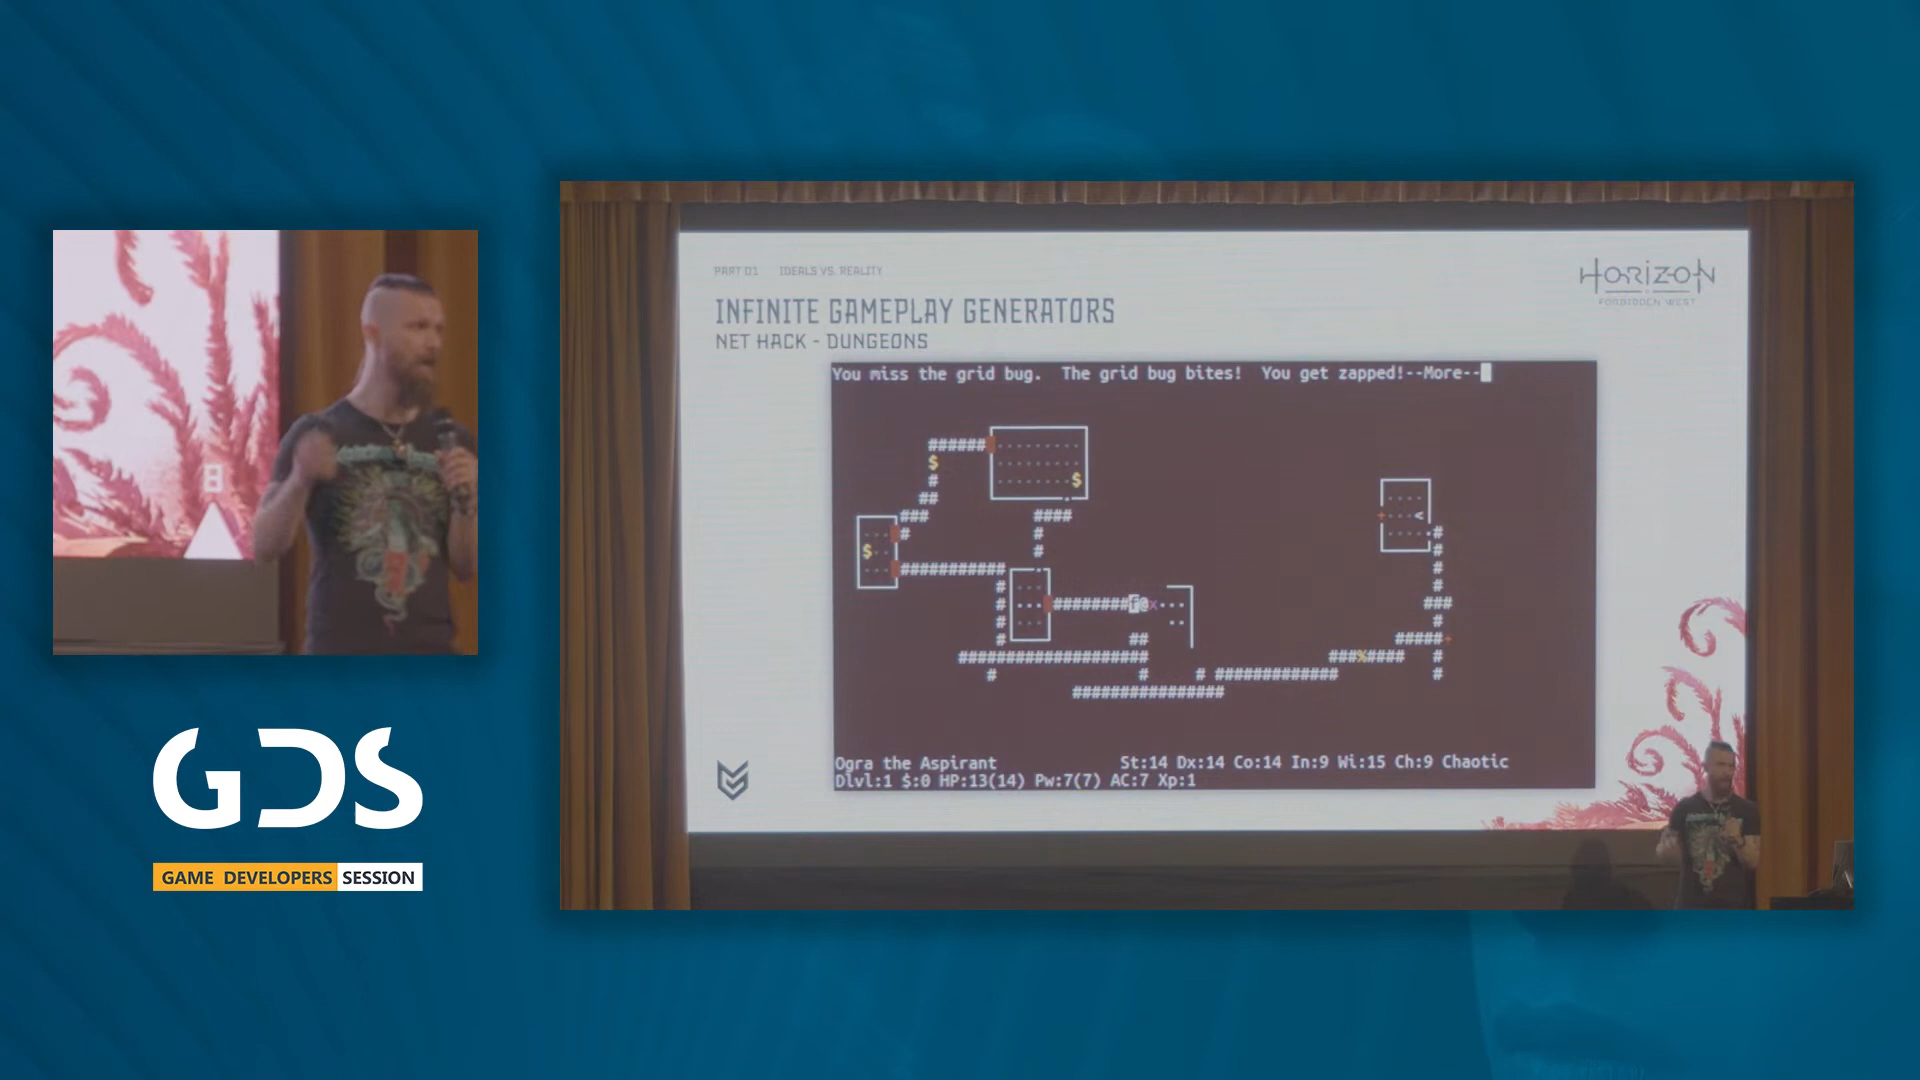 PART 01 IDEALS VS. REALITY
HORIZON
FORBIDDEN WEST
INFINITE GAMEPLAY GENERATORS
NET HACK - DUNGEONS
You miss the grid bug. The grid bug bites! You get zapped!--More--
Ogra the Aspirant St:14 Dx:14 Co:14 In:9 Wi:15 Ch:9 Chaotic
Dlvl:1 $:0 HP:13(14) Pw:7(7) AC:7 Xp:1
GDS
GAME DEVELOPERS SESSION